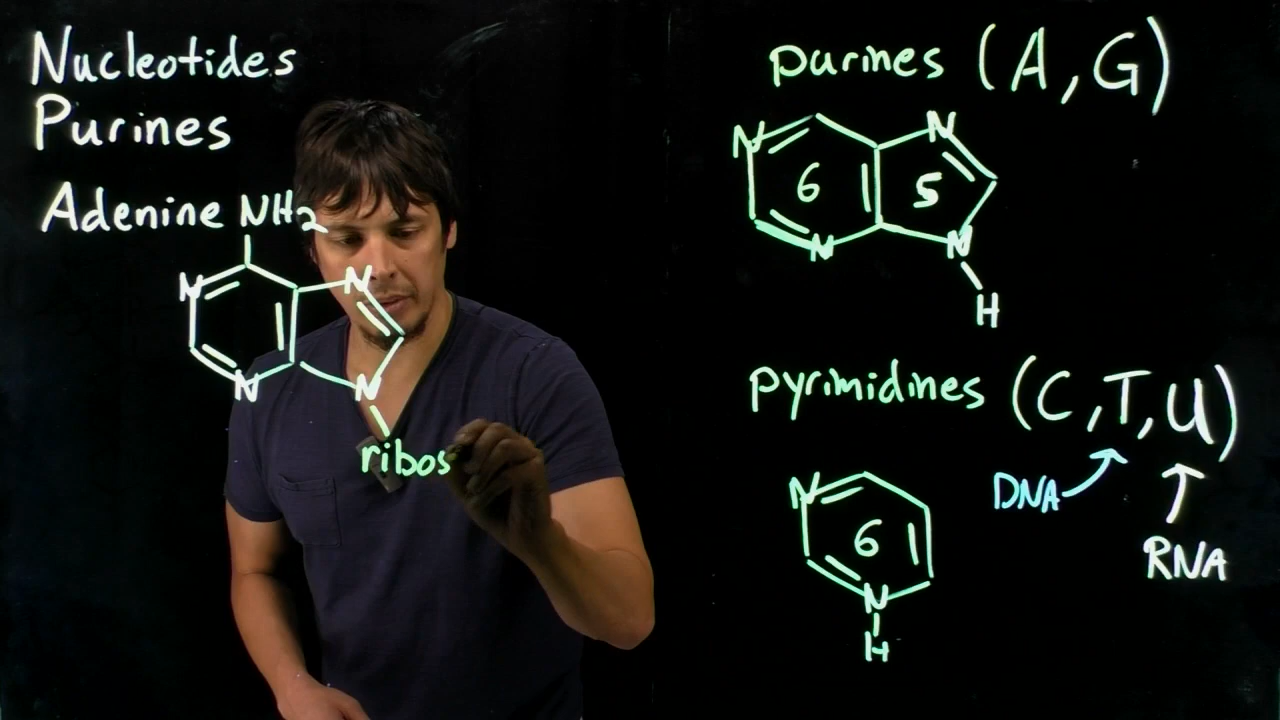 Nucleotides
Purines
Adenine NH2
N N
N N
ribos
purines (A, G)
N N
6 5
N N
H
pyrimidines (C, T, U)
DNA
RNA
N
6
N
H